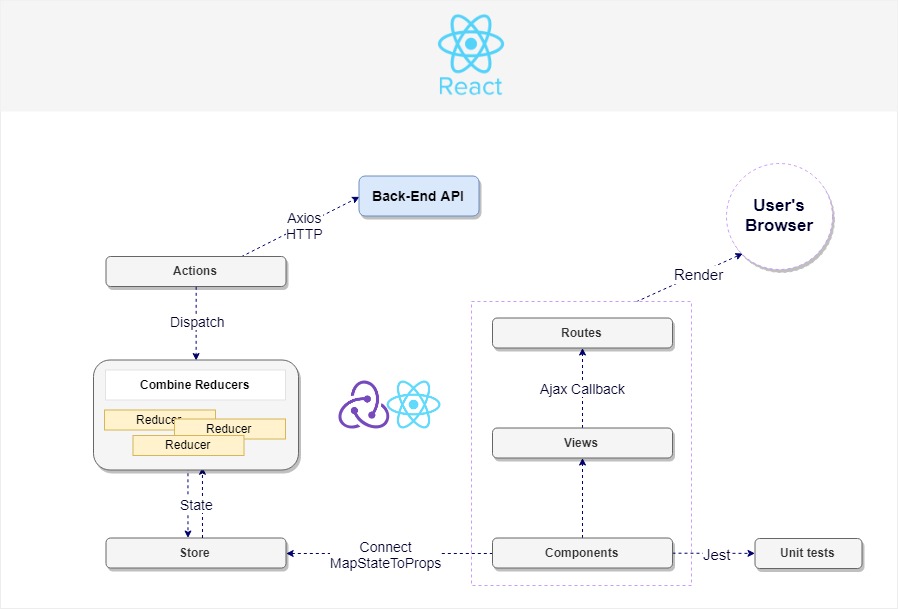 React
Back-End API
User's
Browser
Axios
HTTP
Actions
Render
Dispatch
Routes
Combine Reducers
Ajax Callback
Reducer
Reducer
Reducer
Views
State
Store
Connect
MapStateToProps
Components
Jest
Unit tests